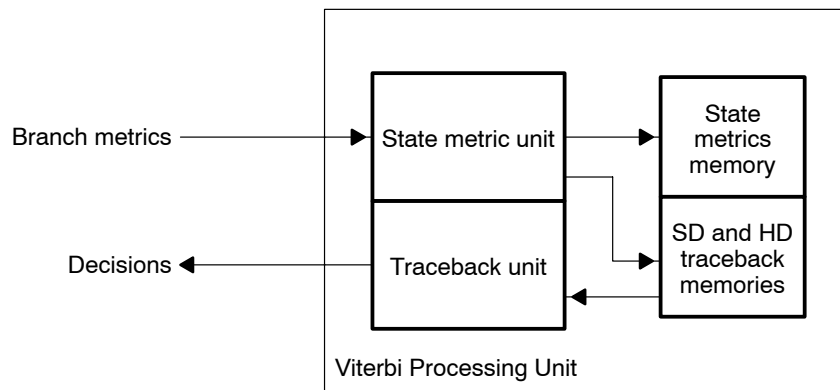 Branch metrics
State metric unit
State
metrics
memory
Decisions
Traceback unit
SD and HD
traceback
memories
Viterbi Processing Unit